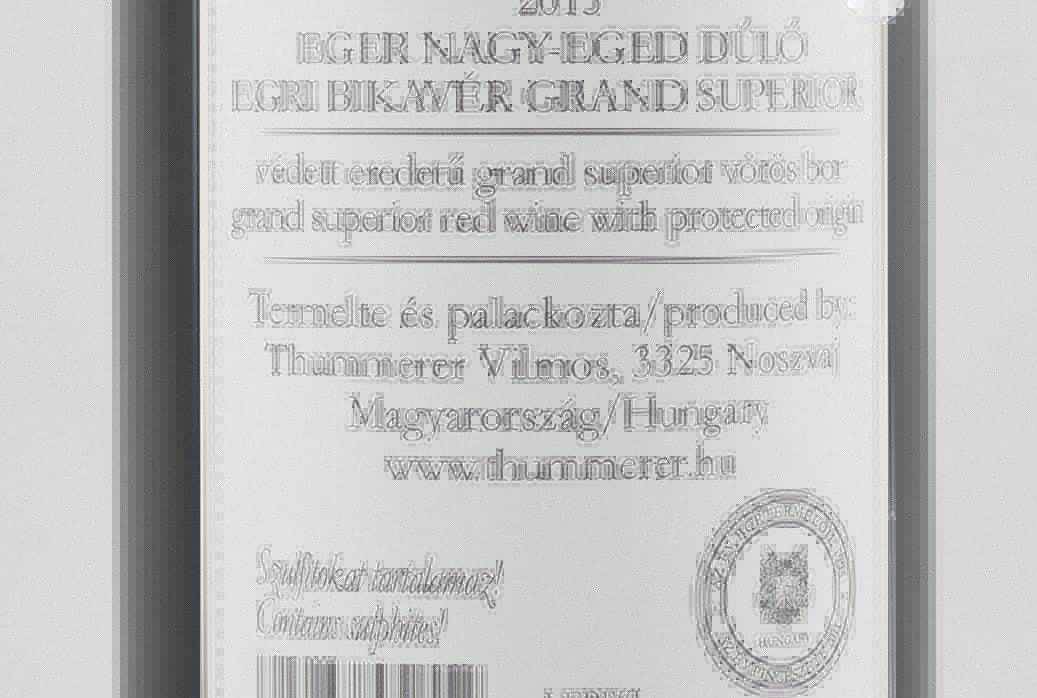 EGER NAGY-EGED DŰLŐ
EGRI BIKAVÉR GRAND SUPERIOR
védett eredetű grand superior vörös bor
grand superior red wine with protected origin
Termelte és palackozta/produced by:
Thummerer Vilmos, 3325 Noszvaj
Magyarország/Hungary
www.thummerer.hu
Szulfitokat tartalmaz!
Contains sulphites!
HUNGARY